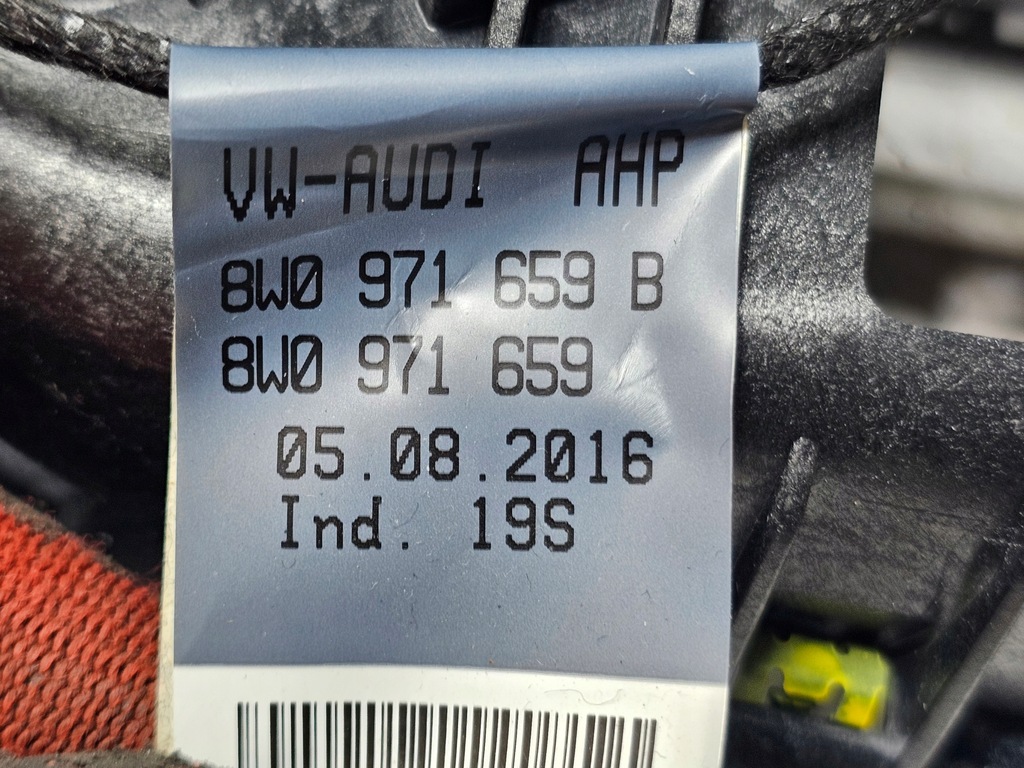 VW-AUDI AHP
8W0 971 659 B
8W0 971 659
05.08.2016
Ind. 19S